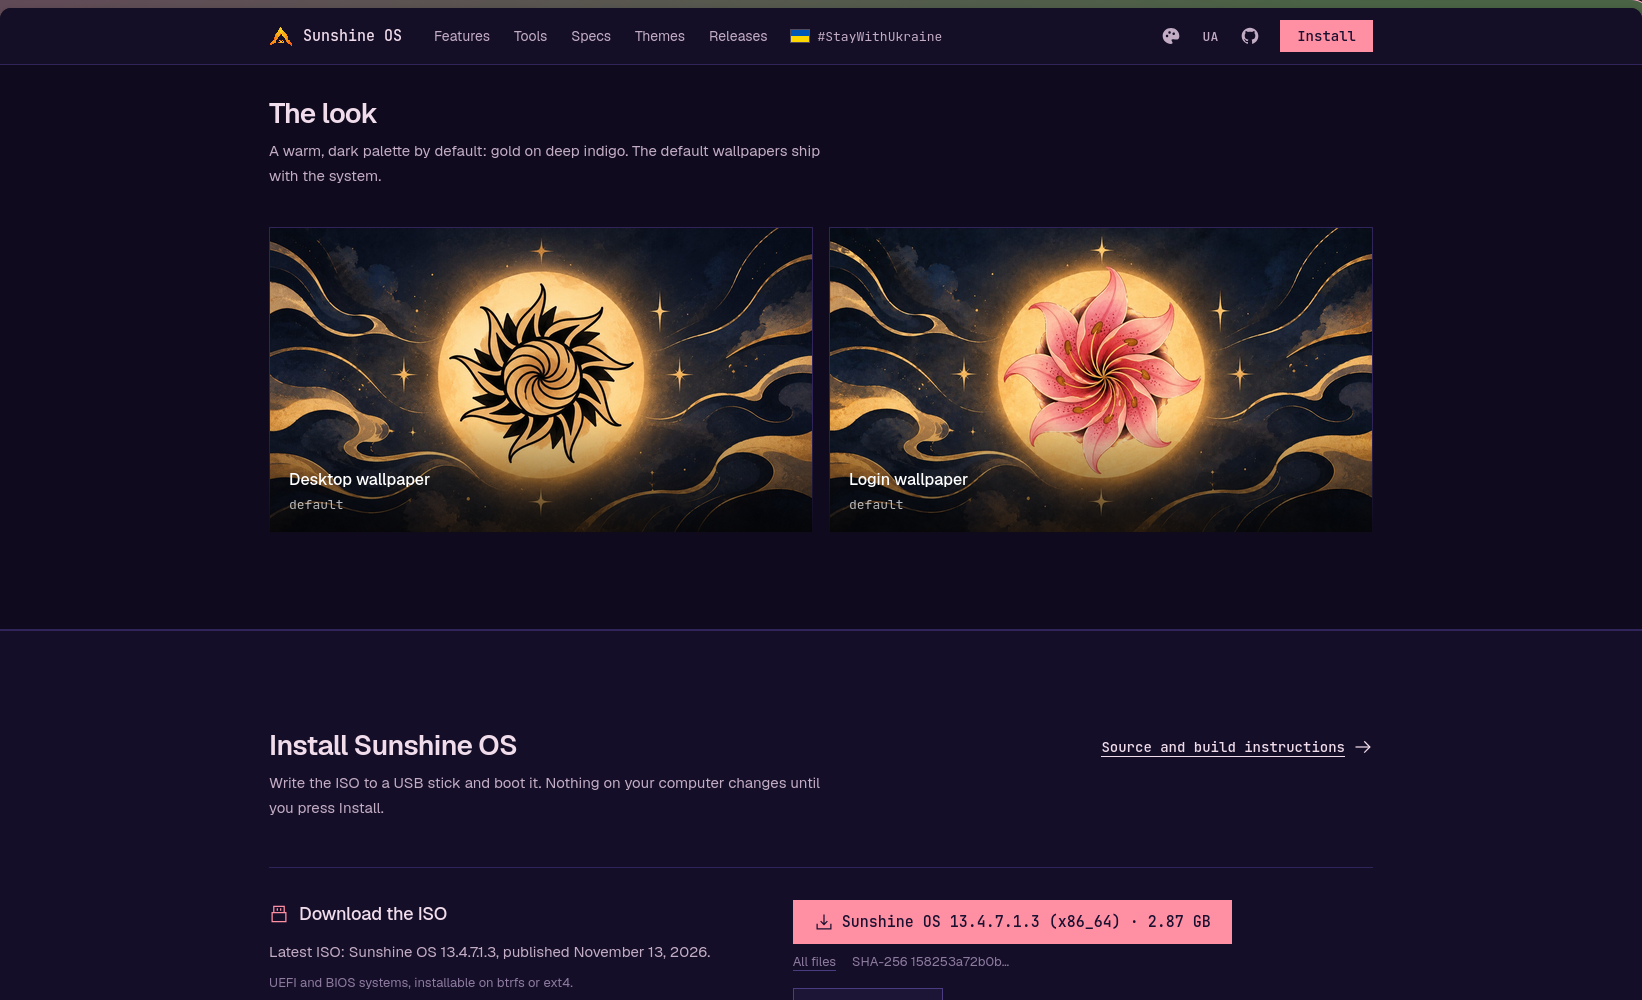 Sunshine OS Features Tools Specs Themes Releases #StayWithUkraine UA Install
The look
A warm, dark palette by default: gold on deep indigo. The default wallpapers ship
with the system.
Desktop wallpaper
default
Login wallpaper
default
Install Sunshine OS
Source and build instructions
Write the ISO to a USB stick and boot it. Nothing on your computer changes until
you press Install.
Download the ISO
Latest ISO: Sunshine OS 13.4.7.1.3, published November 13, 2026.
UEFI and BIOS systems, installable on btrfs or ext4.
Sunshine OS 13.4.7.1.3 (x86_64) · 2.87 GB
All files SHA-256 158253a72b0b…